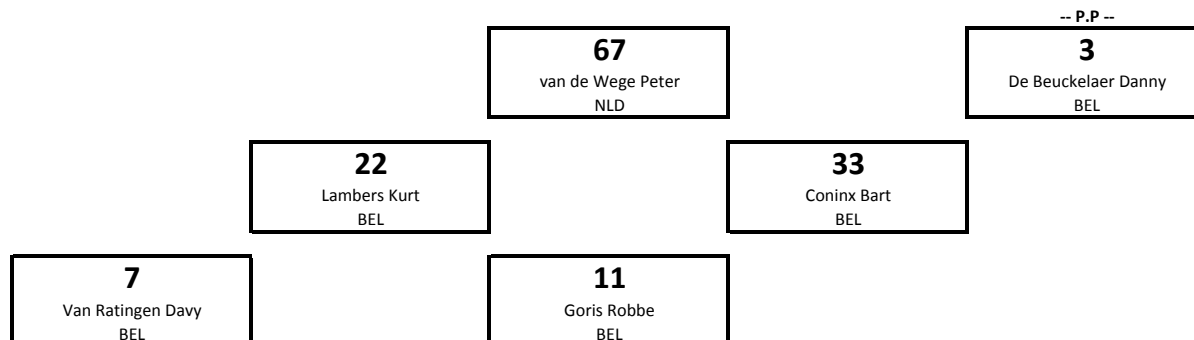 -- P.P --
67
van de Wege Peter
NLD
3
De Beuckelaer Danny
BEL
22
Lambers Kurt
BEL
33
Coninx Bart
BEL
7
Van Ratingen Davy
BEL
11
Goris Robbe
BEL